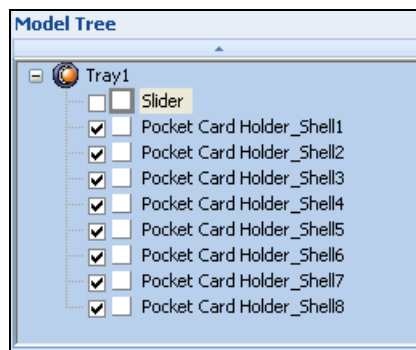 Model Tree
Tray1
Slider
Pocket Card Holder_Shell1
Pocket Card Holder_Shell2
Pocket Card Holder_Shell3
Pocket Card Holder_Shell4
Pocket Card Holder_Shell5
Pocket Card Holder_Shell6
Pocket Card Holder_Shell7
Pocket Card Holder_Shell8